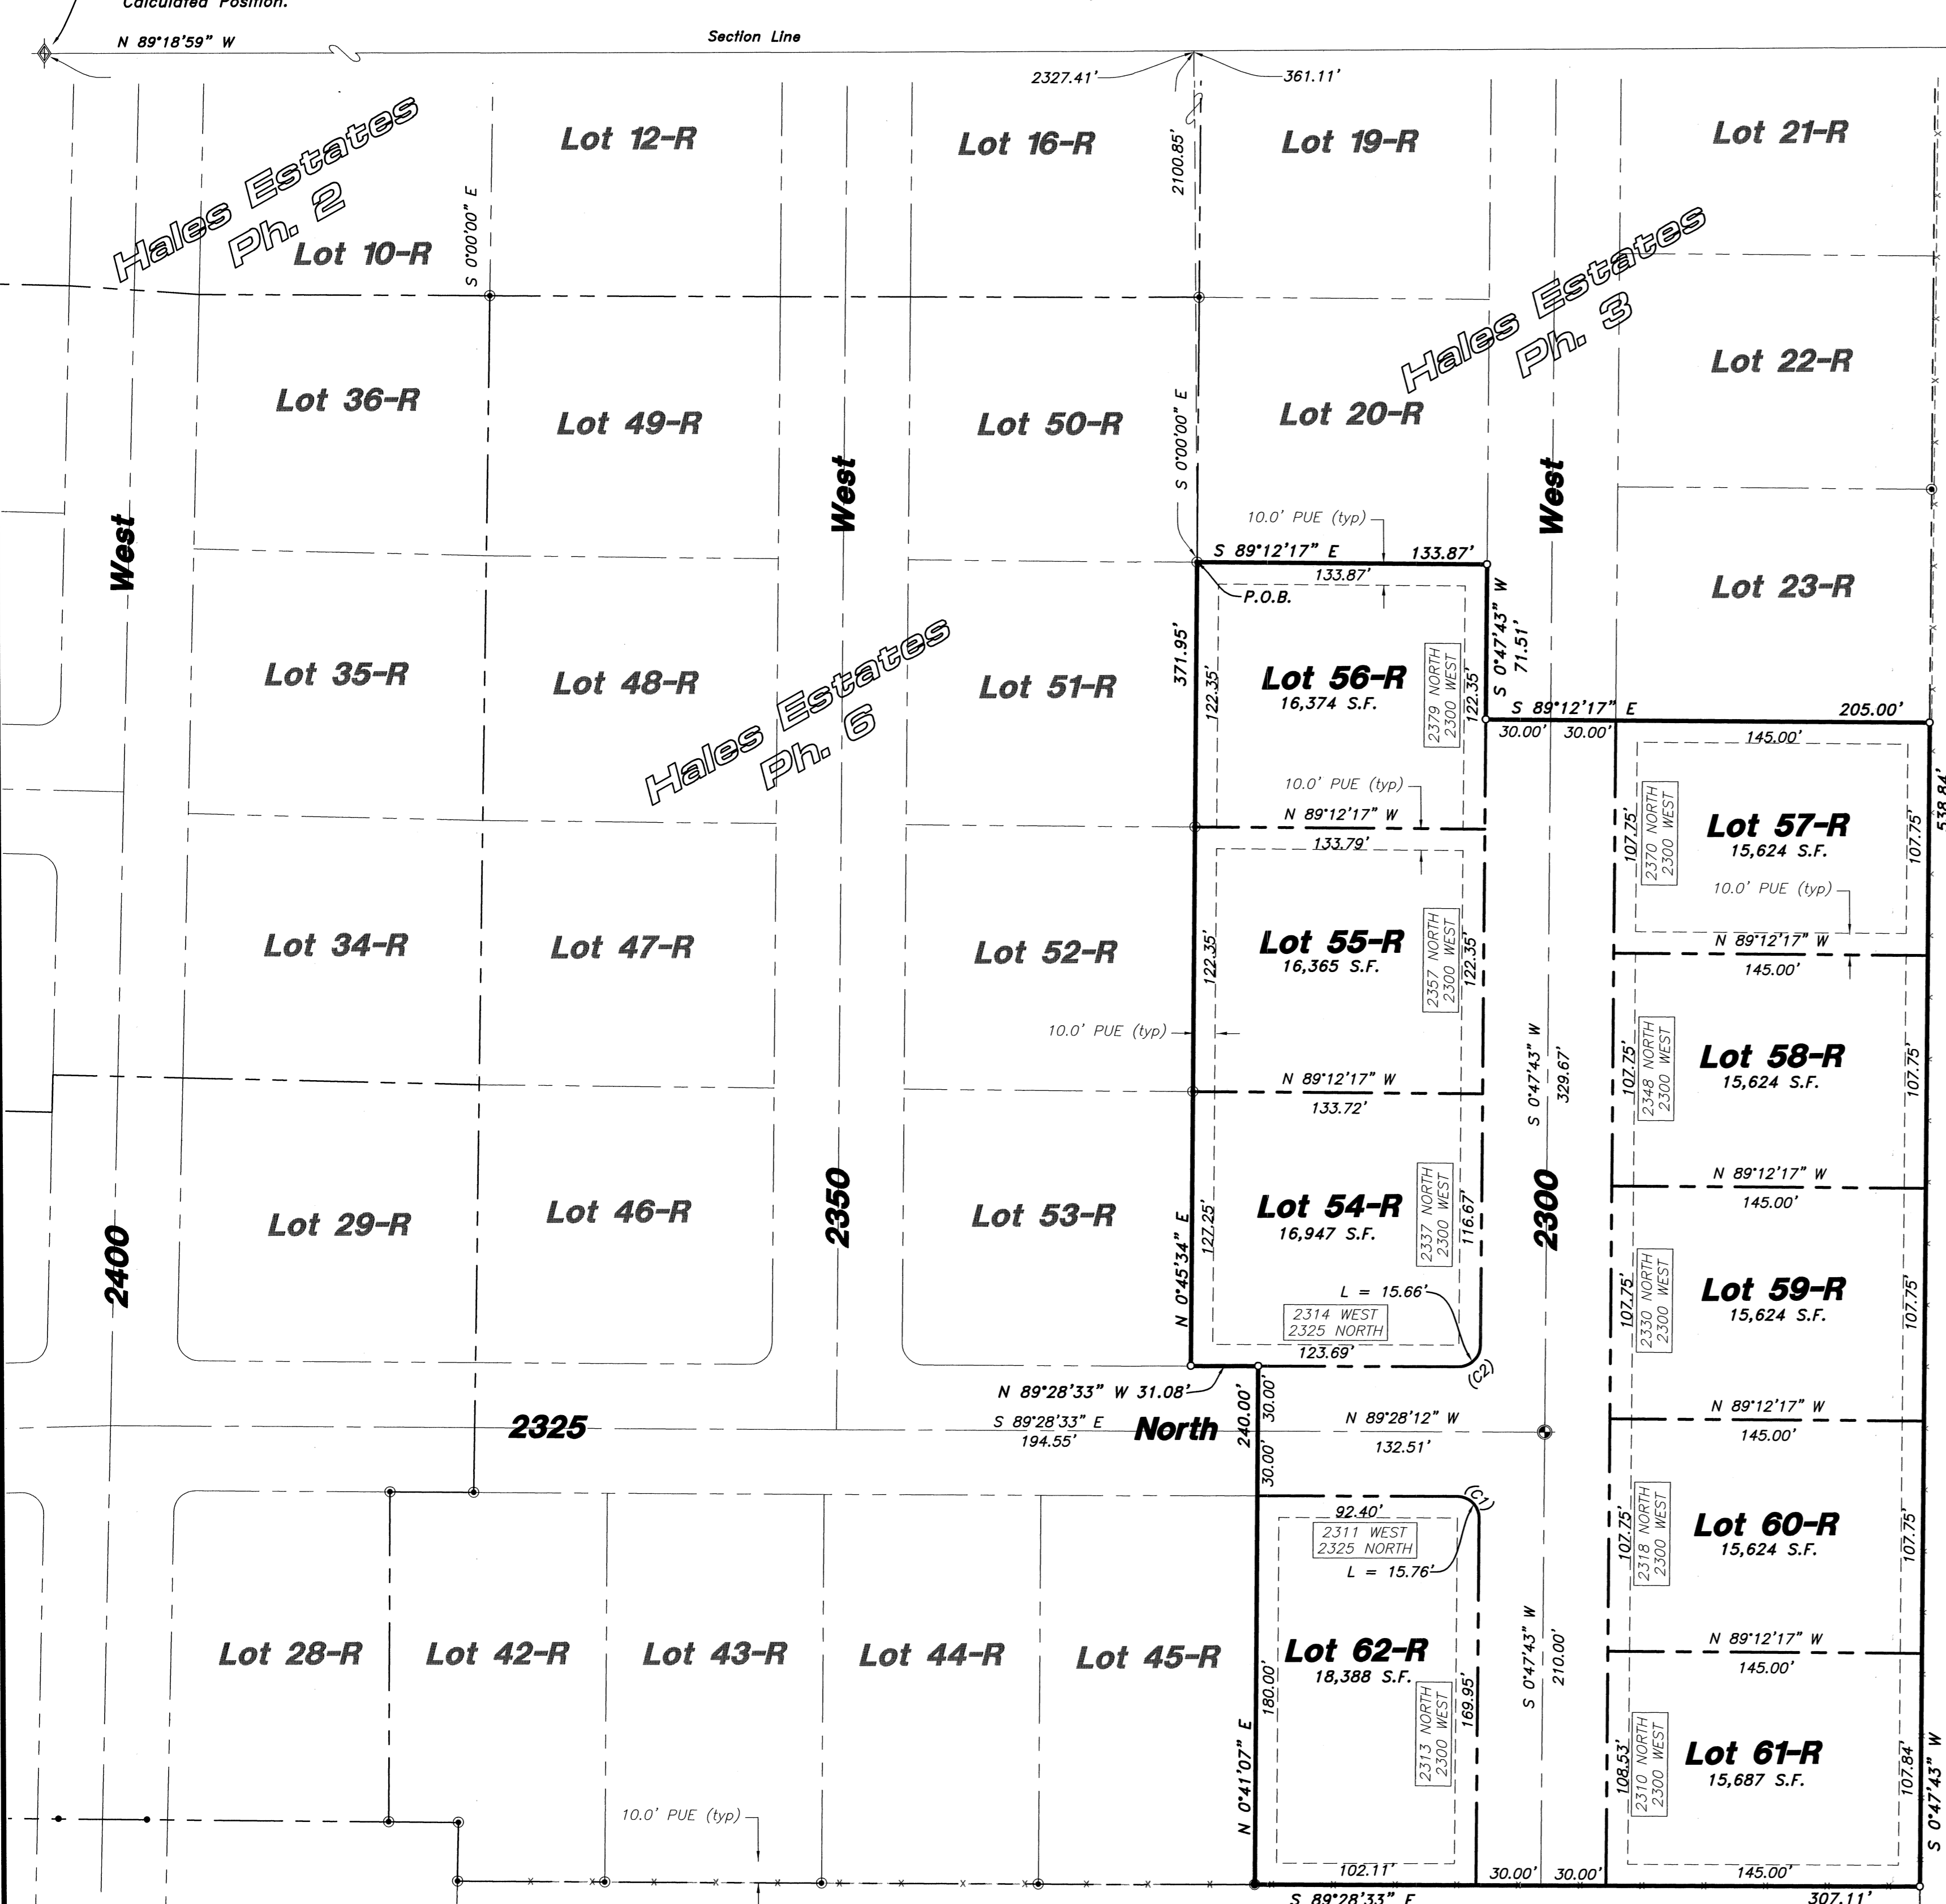 Calculated Position.
N 89°18'59" W
Section Line
2327.41'
361.11'
Hales Estates
Ph. 2
Lot 10-R
S 0°00'00" E
Lot 12-R
Lot 16-R
2100.85'
Lot 19-R
Lot 21-R
Hales Estates
Ph. 3
Lot 36-R
Lot 49-R
Lot 50-R
S 0°00'00" E
Lot 20-R
Lot 22-R
West
West
West
10.0' PUE (typ)
S 89°12'17" E
133.87'
133.87'
P.O.B.
S 0°47'43" W
71.51'
Lot 23-R
Lot 35-R
Lot 48-R
Hales Estates
Ph. 6
Lot 51-R
371.95'
122.35'
Lot 56-R
16,374 S.F.
2379 NORTH
2300 WEST
122.35'
S 89°12'17" E
205.00'
30.00'
30.00'
145.00'
538.84'
10.0' PUE (typ)
N 89°12'17" W
133.79'
107.75'
2370 NORTH
2300 WEST
Lot 57-R
15,624 S.F.
107.75'
10.0' PUE (typ)
N 89°12'17" W
145.00'
Lot 34-R
Lot 47-R
Lot 52-R
122.35'
Lot 55-R
16,365 S.F.
2357 NORTH
2300 WEST
122.35'
10.0' PUE (typ)
N 89°12'17" W
133.72'
S 0°47'43" W
329.67'
107.75'
2348 NORTH
2300 WEST
Lot 58-R
15,624 S.F.
107.75'
N 89°12'17" W
145.00'
2400
Lot 29-R
Lot 46-R
2350
Lot 53-R
N 0°45'34" E
127.25'
Lot 54-R
16,947 S.F.
2337 NORTH
2300 WEST
116.67'
L = 15.66'
2314 WEST
2325 NORTH
123.69'
(C2)
2300
107.75'
2330 NORTH
2300 WEST
Lot 59-R
15,624 S.F.
107.75'
N 89°12'17" W
145.00'
N 89°28'33" W 31.08'
2325
S 89°28'33" E
194.55'
North
240.00'
30.00'
30.00'
N 89°28'12" W
132.51'
(C1)
92.40'
2311 WEST
2325 NORTH
L = 15.76'
107.75'
2318 NORTH
2300 WEST
Lot 60-R
15,624 S.F.
107.75'
N 89°12'17" W
145.00'
Lot 28-R
Lot 42-R
Lot 43-R
Lot 44-R
Lot 45-R
180.00'
N 0°41'07" E
Lot 62-R
18,388 S.F.
2313 NORTH
2300 WEST
169.95'
S 0°47'43" W
210.00'
108.53'
2310 NORTH
2300 WEST
Lot 61-R
15,687 S.F.
107.84'
S 0°47'43" W
10.0' PUE (typ)
102.11'
30.00'
30.00'
145.00'
S 89°28'33" E
307.11'